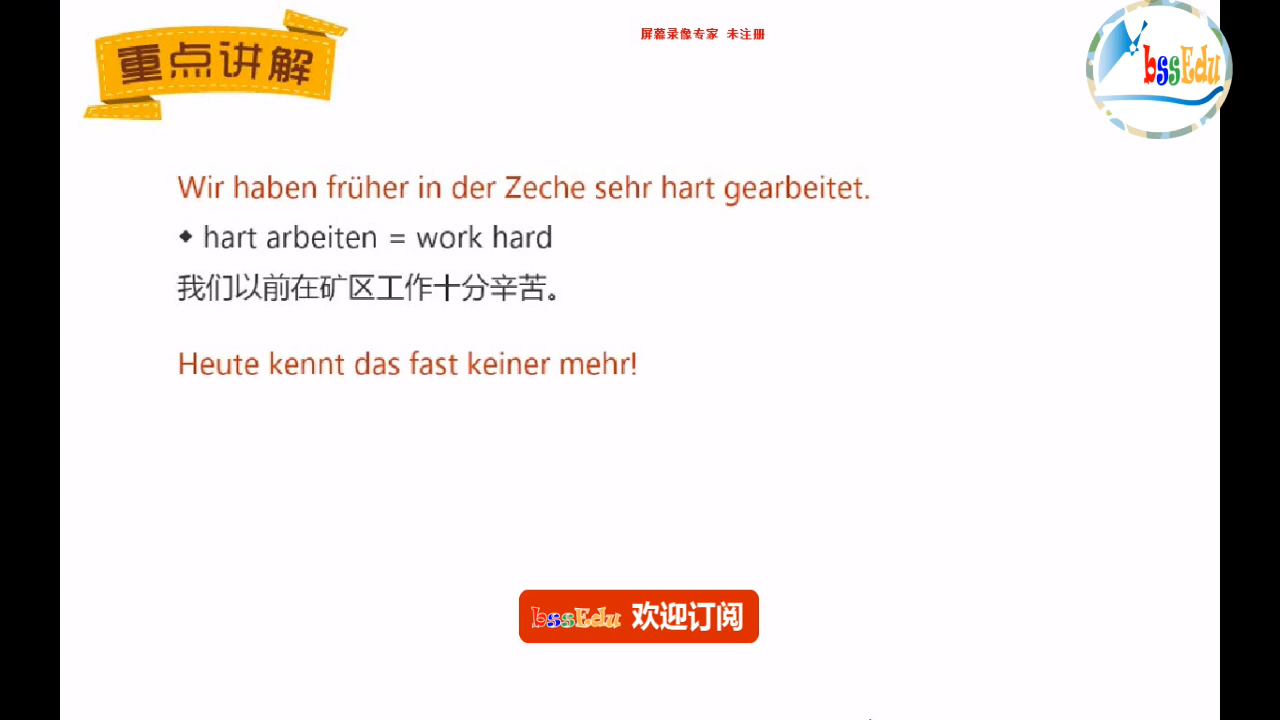 屏幕录像专家 未注册
重点讲解
bssEdu
Wir haben früher in der Zeche sehr hart gearbeitet.
◆ hart arbeiten = work hard
我们以前在矿区工作十分辛苦。
Heute kennt das fast keiner mehr!
bssEdu 欢迎订阅